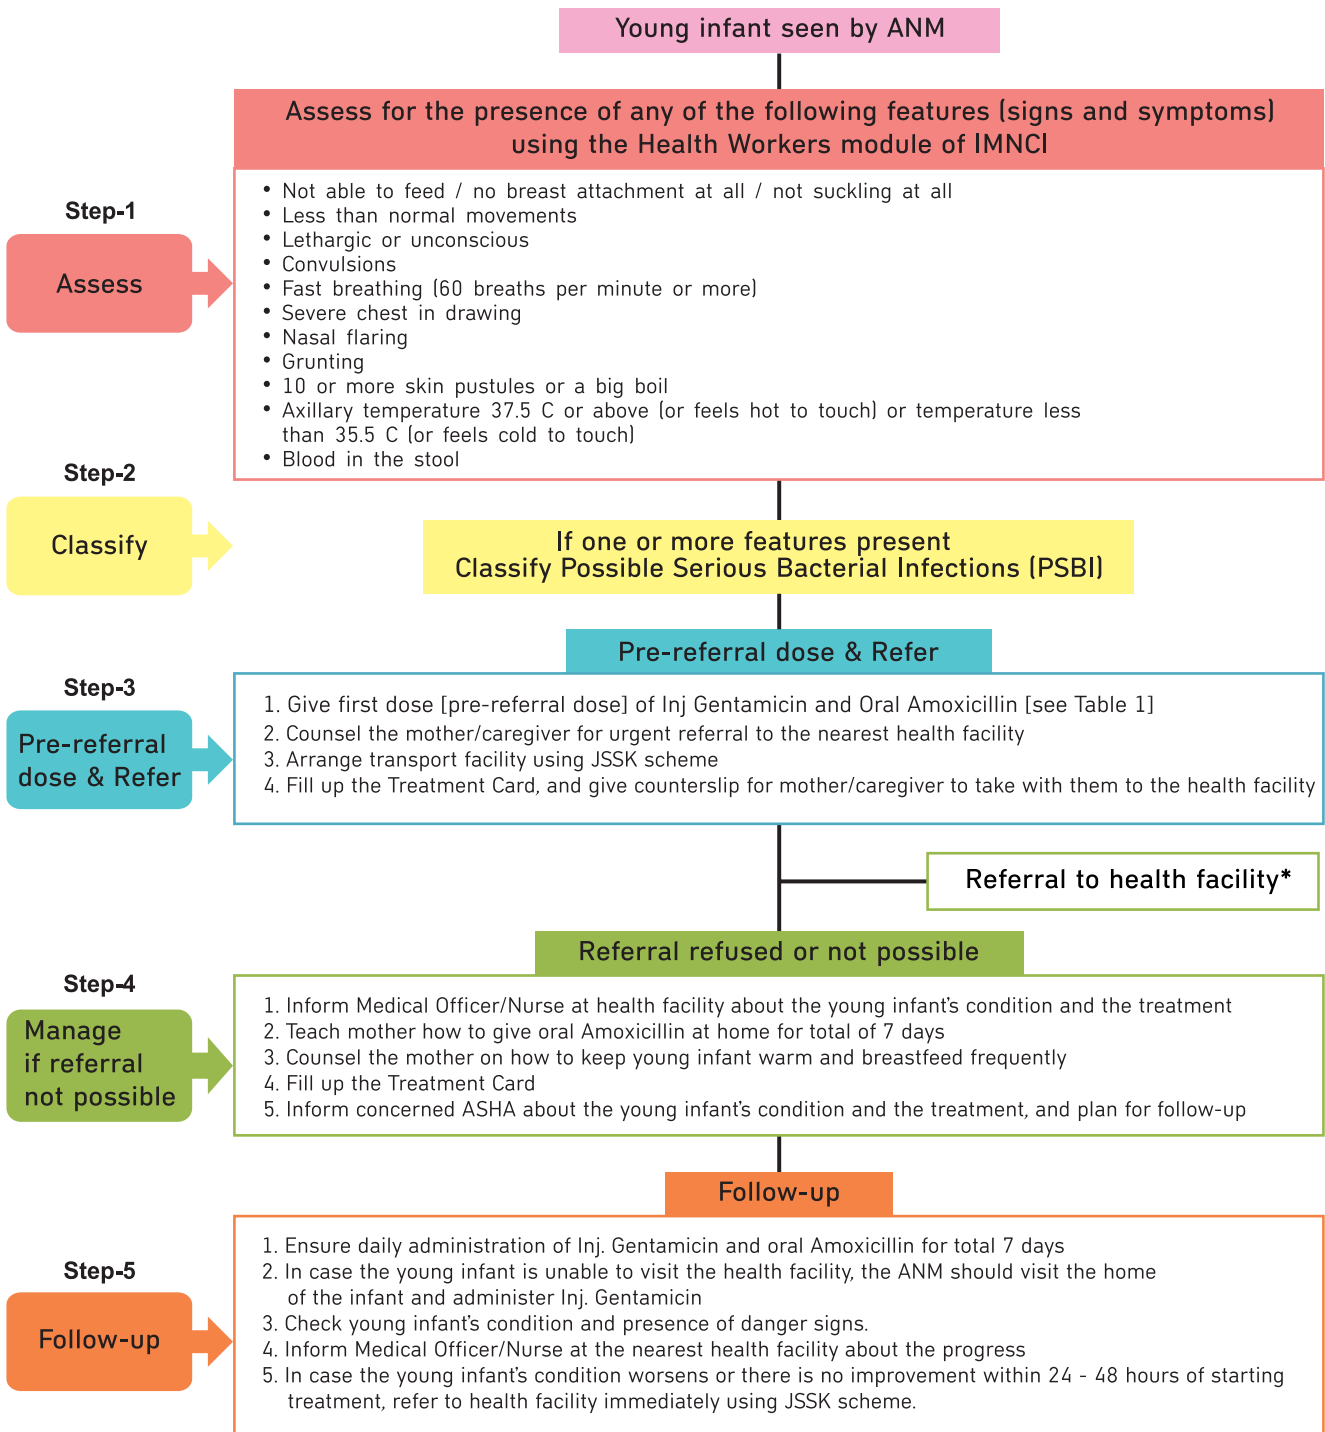 Young infant seen by ANM
Assess for the presence of any of the following features (signs and symptoms)
using the Health Workers module of IMNCI
Step-1
Assess
• Not able to feed / no breast attachment at all / not suckling at all
• Less than normal movements
• Lethargic or unconscious
• Convulsions
• Fast breathing (60 breaths per minute or more)
• Severe chest in drawing
• Nasal flaring
• Grunting
• 10 or more skin pustules or a big boil
• Axillary temperature 37.5 C or above (or feels hot to touch) or temperature less
than 35.5 C (or feels cold to touch)
• Blood in the stool
Step-2
Classify
If one or more features present
Classify Possible Serious Bacterial Infections (PSBI)
Pre-referral dose & Refer
Step-3
Pre-referral
dose & Refer
1. Give first dose [pre-referral dose] of Inj Gentamicin and Oral Amoxicillin [see Table 1]
2. Counsel the mother/caregiver for urgent referral to the nearest health facility
3. Arrange transport facility using JSSK scheme
4. Fill up the Treatment Card, and give counterslip for mother/caregiver to take with them to the health facility
Referral to health facility*
Referral refused or not possible
Step-4
Manage
if referral
not possible
1. Inform Medical Officer/Nurse at health facility about the young infant's condition and the treatment
2. Teach mother how to give oral Amoxicillin at home for total of 7 days
3. Counsel the mother on how to keep young infant warm and breastfeed frequently
4. Fill up the Treatment Card
5. Inform concerned ASHA about the young infant's condition and the treatment, and plan for follow-up
Follow-up
Step-5
Follow-up
1. Ensure daily administration of Inj. Gentamicin and oral Amoxicillin for total 7 days
2. In case the young infant is unable to visit the health facility, the ANM should visit the home
of the infant and administer Inj. Gentamicin
3. Check young infant's condition and presence of danger signs.
4. Inform Medical Officer/Nurse at the nearest health facility about the progress
5. In case the young infant's condition worsens or there is no improvement within 24 - 48 hours of starting
treatment, refer to health facility immediately using JSSK scheme.